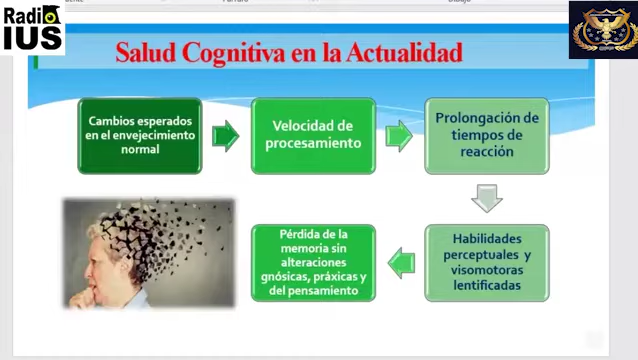 Radio
IUS
Salud Cognitiva en la Actualidad
Cambios esperados
en el envejecimiento
normal
Velocidad de
procesamiento
Prolongación de
tiempos de
reacción
Habilidades
perceptuales y
visomotoras
lentificadas
Pérdida de la
memoria sin
alteraciones
gnósicas, práxicas y
del pensamiento